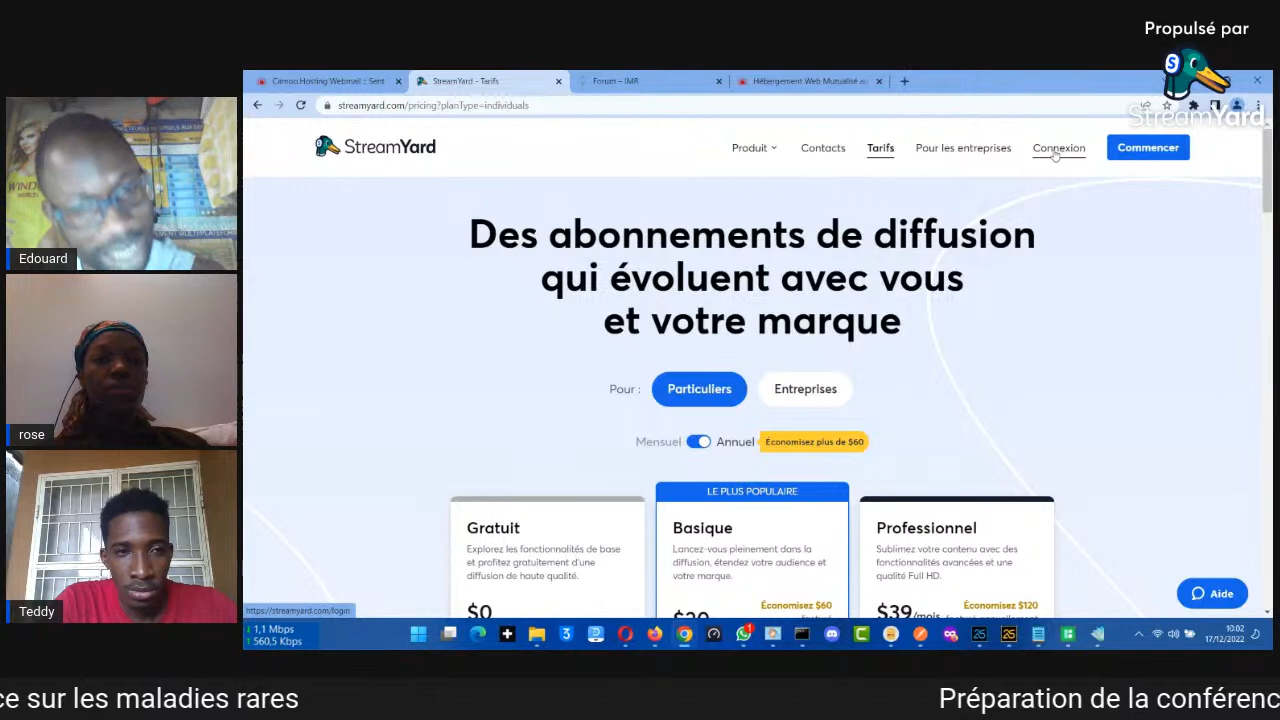 Propulsé par
StreamYard
Camoo.Hosting Webmail :: Sent
StreamYard - Tarifs
Forum - IMR
Hébergement Web Mutualisé au
streamyard.com/pricing?planType=individuals
StreamYard
Produit
Contacts
Tarifs
Pour les entreprises
Connexion
Commencer
Des abonnements de diffusion
qui évoluent avec vous
et votre marque
Pour :
Particuliers
Entreprises
Mensuel
Annuel
Économisez plus de $60
LE PLUS POPULAIRE
Gratuit
Explorez les fonctionnalités de base
et profitez gratuitement d'une
diffusion de haute qualité.
$0
Basique
Lancez-vous pleinement dans la
diffusion, étendez votre audience et
votre marque.
Économisez $60
$20
Professionnel
Sublimez votre contenu avec des
fonctionnalités avancées et une
qualité Full HD.
Économisez $120
$39/mois
Aide
https://streamyard.com/login
1,1 Mbps
560,5 Kbps
10:02
17/12/2022
Edouard
rose
Teddy
ce sur les maladies rares
Préparation de la conférenc